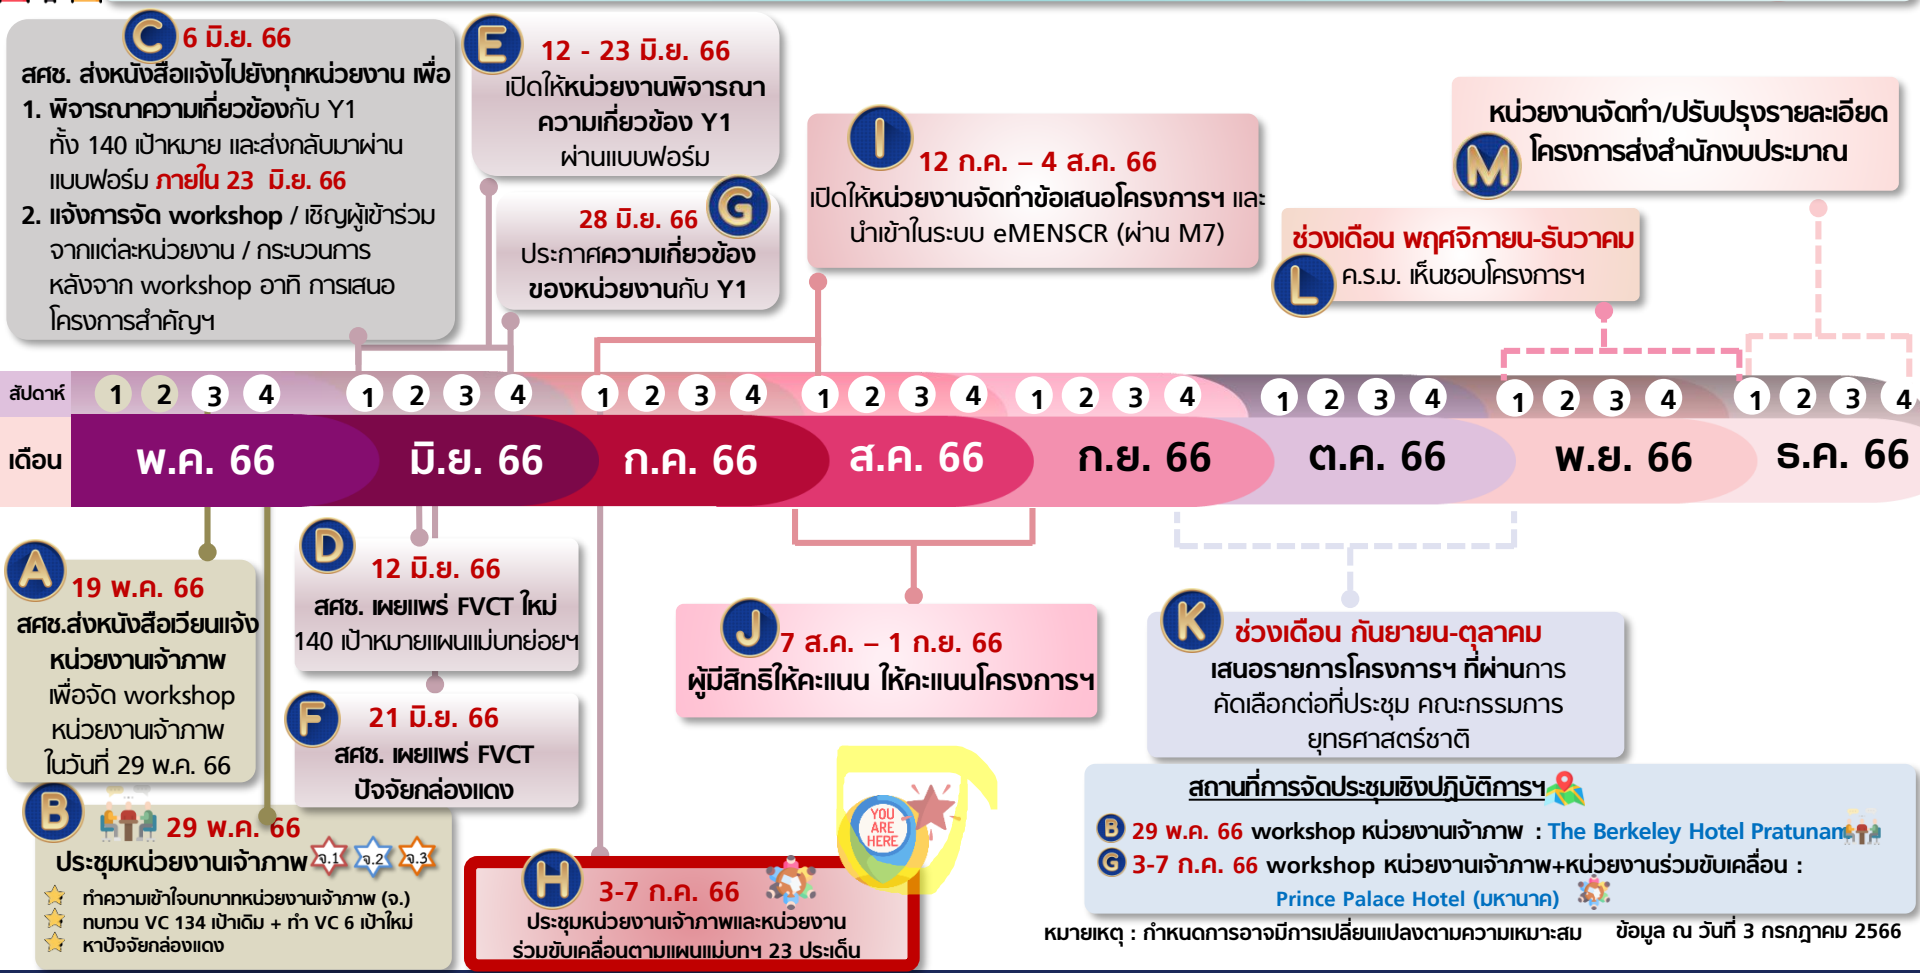 C 6 มิ.ย. 66
สศช. ส่งหนังสือแจ้งไปยังทุกหน่วยงาน เพื่อ
1. พิจารณาความเกี่ยวข้องกับ Y1
ทั้ง 140 เป้าหมาย และส่งกลับมาผ่าน
แบบฟอร์ม ภายใน 23 มิ.ย. 66
2. แจ้งการจัด workshop / เชิญผู้เข้าร่วม
จากแต่ละหน่วยงาน / กระบวนการ
หลังจาก workshop อาทิ การเสนอ
โครงการสำคัญฯ
E 12 - 23 มิ.ย. 66
เปิดให้หน่วยงานพิจารณา
ความเกี่ยวข้อง Y1
ผ่านแบบฟอร์ม
G 28 มิ.ย. 66
ประกาศความเกี่ยวข้อง
ของหน่วยงานกับ Y1
I 12 ก.ค. – 4 ส.ค. 66
เปิดให้หน่วยงานจัดทำข้อเสนอโครงการฯ และ
นำเข้าในระบบ eMENSCR (ผ่าน M7)
L ช่วงเดือน พฤศจิกายน-ธันวาคม
ค.ร.ม. เห็นชอบโครงการฯ
M หน่วยงานจัดทำ/ปรับปรุงรายละเอียด
โครงการส่งสำนักงบประมาณ
สัปดาห์ 1 2 3 4 1 2 3 4 1 2 3 4 1 2 3 4 1 2 3 4 1 2 3 4 1 2 3 4 1 2 3 4
เดือน พ.ค. 66 มิ.ย. 66 ก.ค. 66 ส.ค. 66 ก.ย. 66 ต.ค. 66 พ.ย. 66 ธ.ค. 66
A 19 พ.ค. 66
สศช.ส่งหนังสือเวียนแจ้ง
หน่วยงานเจ้าภาพ
เพื่อจัด workshop
หน่วยงานเจ้าภาพ
ในวันที่ 29 พ.ค. 66
B 29 พ.ค. 66
ประชุมหน่วยงานเจ้าภาพ จ.1 จ.2 จ.3
ทำความเข้าใจบทบาทหน่วยงานเจ้าภาพ (จ.)
ทบทวน VC 134 เป้าเดิม + ทำ VC 6 เป้าใหม่
หาปัจจัยกล่องแดง
D 12 มิ.ย. 66
สศช. เผยแพร่ FVCT ใหม่
140 เป้าหมายแผนแม่บทย่อยฯ
F 21 มิ.ย. 66
สศช. เผยแพร่ FVCT
ปัจจัยกล่องแดง
H 3-7 ก.ค. 66
ประชุมหน่วยงานเจ้าภาพและหน่วยงาน
ร่วมขับเคลื่อนตามแผนแม่บทฯ 23 ประเด็น
YOU
ARE
HERE
J 7 ส.ค. – 1 ก.ย. 66
ผู้มีสิทธิให้คะแนน ให้คะแนนโครงการฯ
K ช่วงเดือน กันยายน-ตุลาคม
เสนอรายการโครงการฯ ที่ผ่านการ
คัดเลือกต่อที่ประชุม คณะกรรมการ
ยุทธศาสตร์ชาติ
สถานที่การจัดประชุมเชิงปฏิบัติการฯ
B 29 พ.ค. 66 workshop หน่วยงานเจ้าภาพ : The Berkeley Hotel Pratunam
G 3-7 ก.ค. 66 workshop หน่วยงานเจ้าภาพ+หน่วยงานร่วมขับเคลื่อน :
Prince Palace Hotel (มหานาค)
หมายเหตุ : กำหนดการอาจมีการเปลี่ยนแปลงตามความเหมาะสม ข้อมูล ณ วันที่ 3 กรกฎาคม 2566